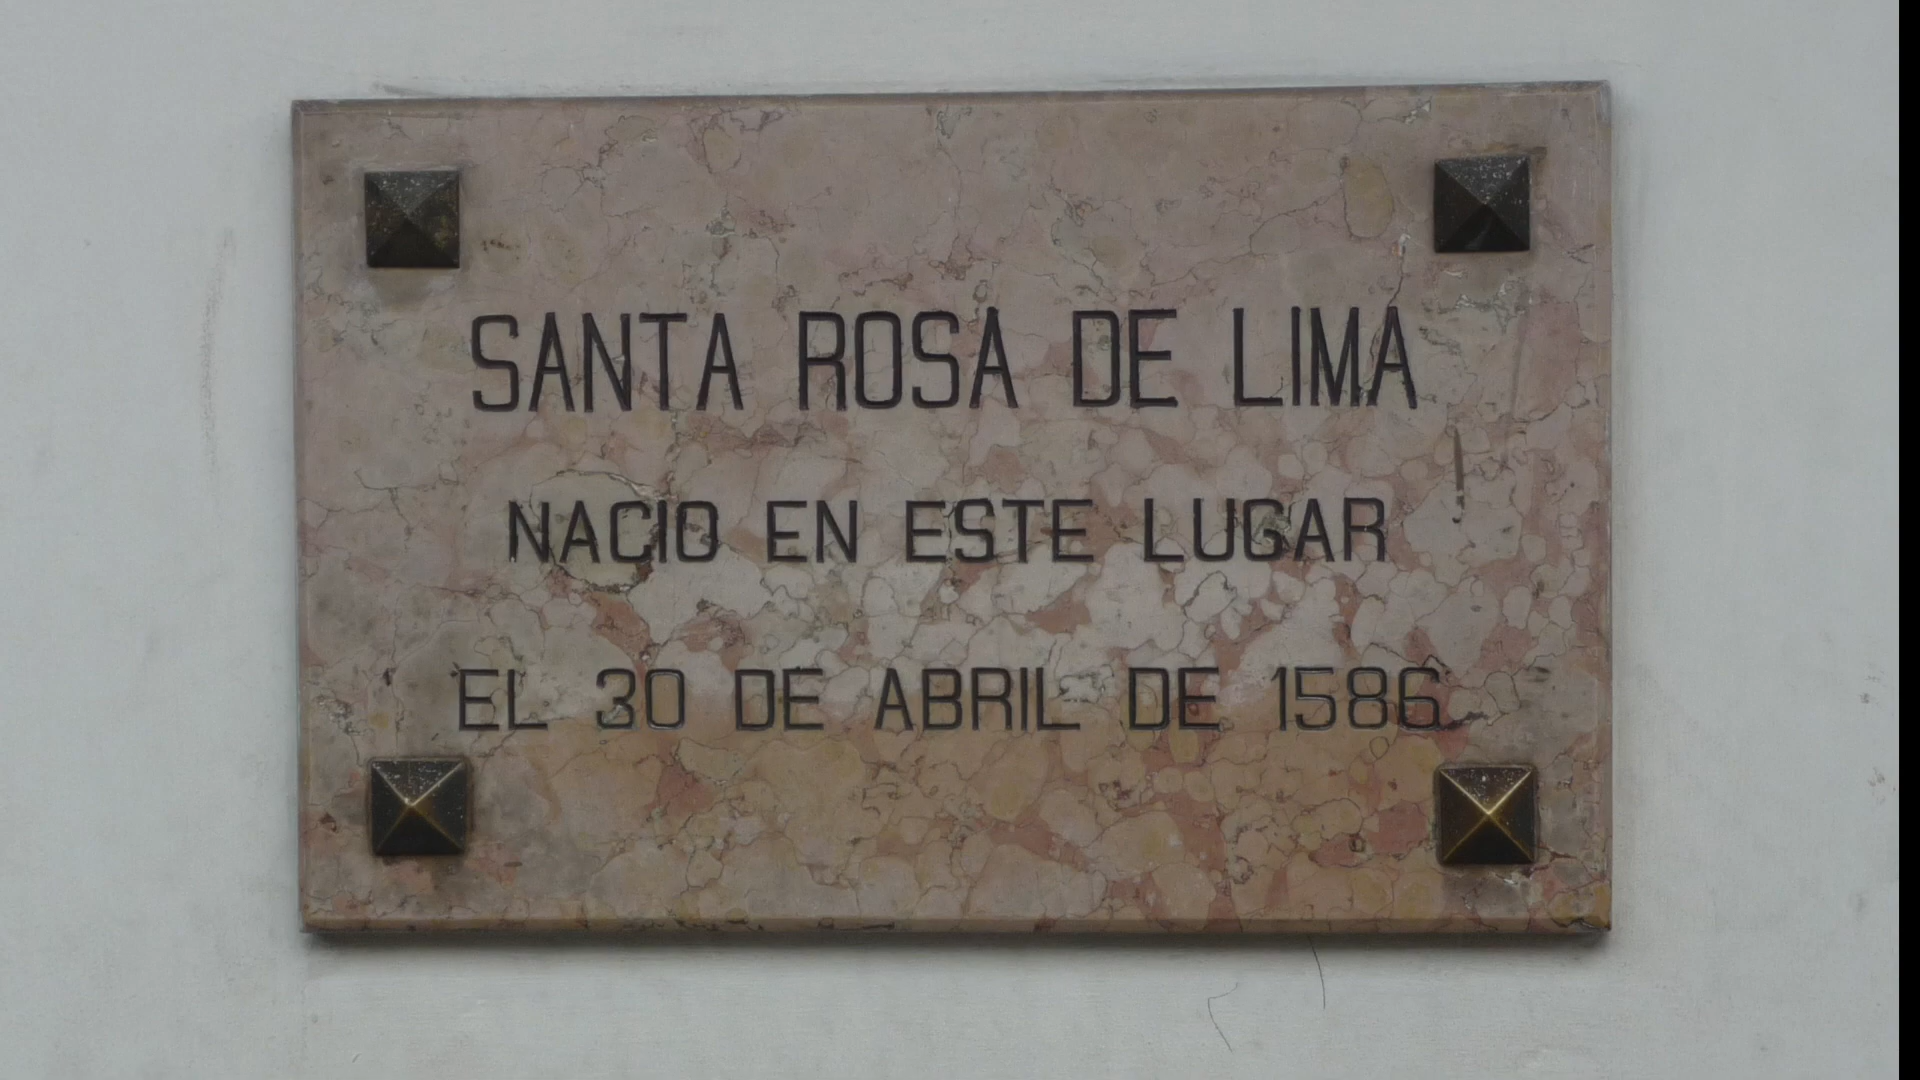 SANTA ROSA DE LIMA
NACIO EN ESTE LUGAR
EL 30 DE ABRIL DE 1586